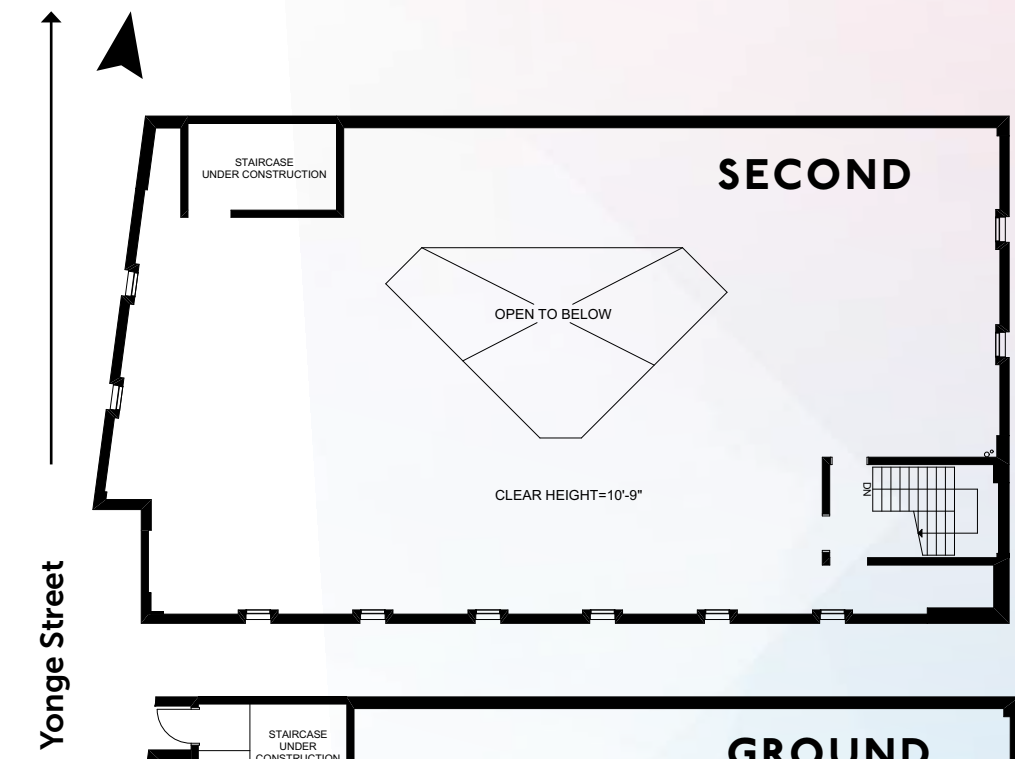 STAIRCASE
UNDER CONSTRUCTION
SECOND
OPEN TO BELOW
CLEAR HEIGHT=10'-9"
DN
Yonge Street
STAIRCASE
UNDER
CONSTRUCTION
GROUND